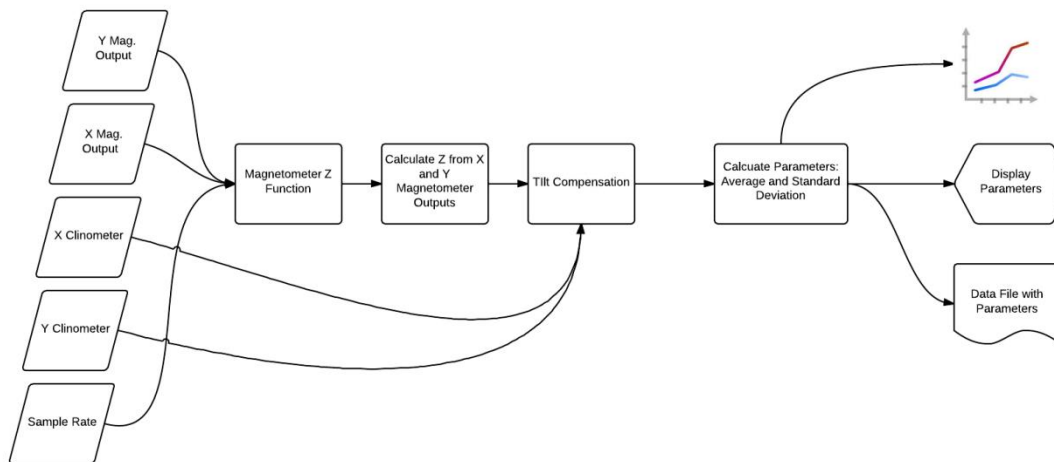 Y Mag.
Output
X Mag.
Output
X Clinometer
Y Clinometer
Sample Rate
Magnetometer Z
Function
Calculate Z from X
and Y
Magnetometer
Outputs
Tilt Compensation
Calcuate Parameters:
Average and Standard
Deviation
Display
Parameters
Data File with
Parameters